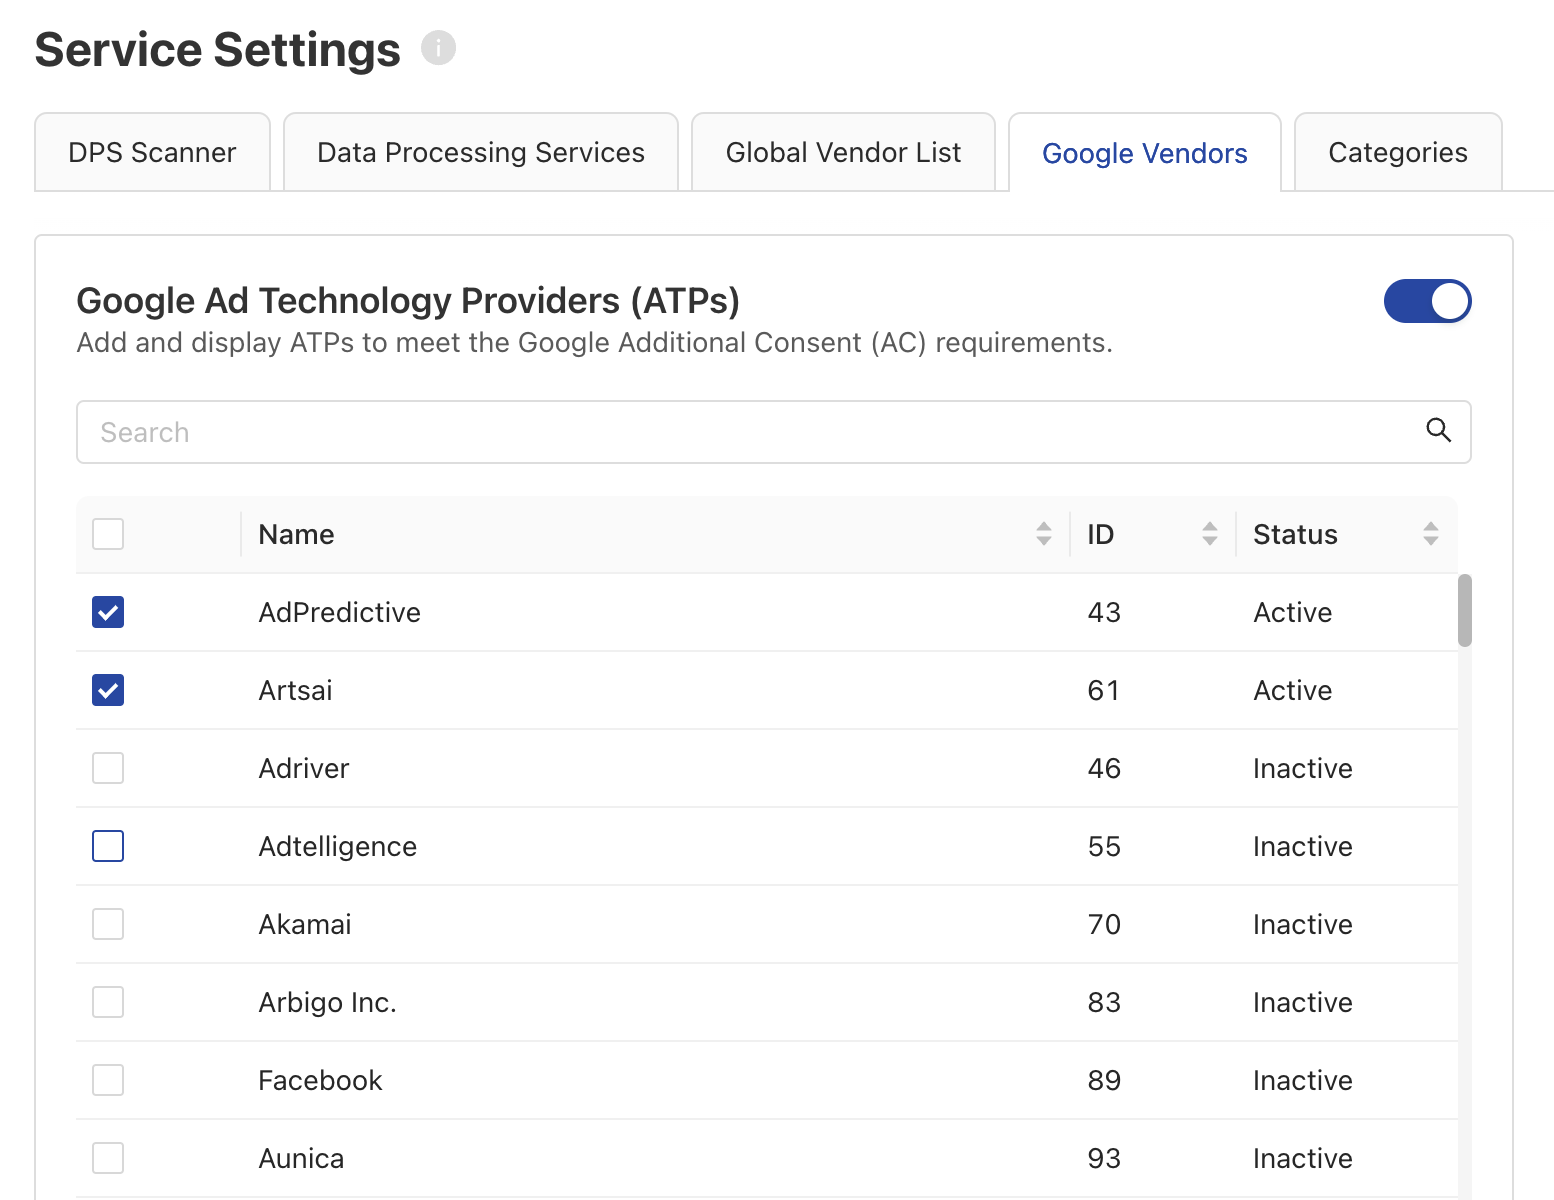 Service Settings
DPS Scanner
Data Processing Services
Global Vendor List
Google Vendors
Categories
Google Ad Technology Providers (ATPs)
Add and display ATPs to meet the Google Additional Consent (AC) requirements.
Search
Name ID Status
AdPredictive 43 Active
Artsai 61 Active
Adriver 46 Inactive
Adtelligence 55 Inactive
Akamai 70 Inactive
Arbigo Inc. 83 Inactive
Facebook 89 Inactive
Aunica 93 Inactive